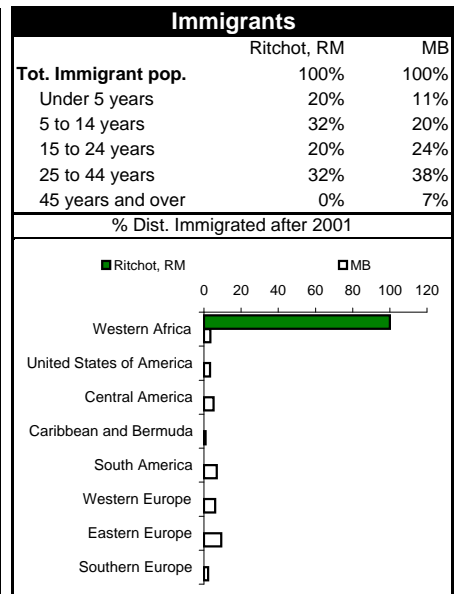 Immigrants
Ritchot, RM MB
Tot. Immigrant pop. 100% 100%
Under 5 years 20% 11%
5 to 14 years 32% 20%
15 to 24 years 20% 24%
25 to 44 years 32% 38%
45 years and over 0% 7%
% Dist. Immigrated after 2001
Ritchot, RM MB
0 20 40 60 80 100 120
Western Africa
United States of America
Central America
Caribbean and Bermuda
South America
Western Europe
Eastern Europe
Southern Europe